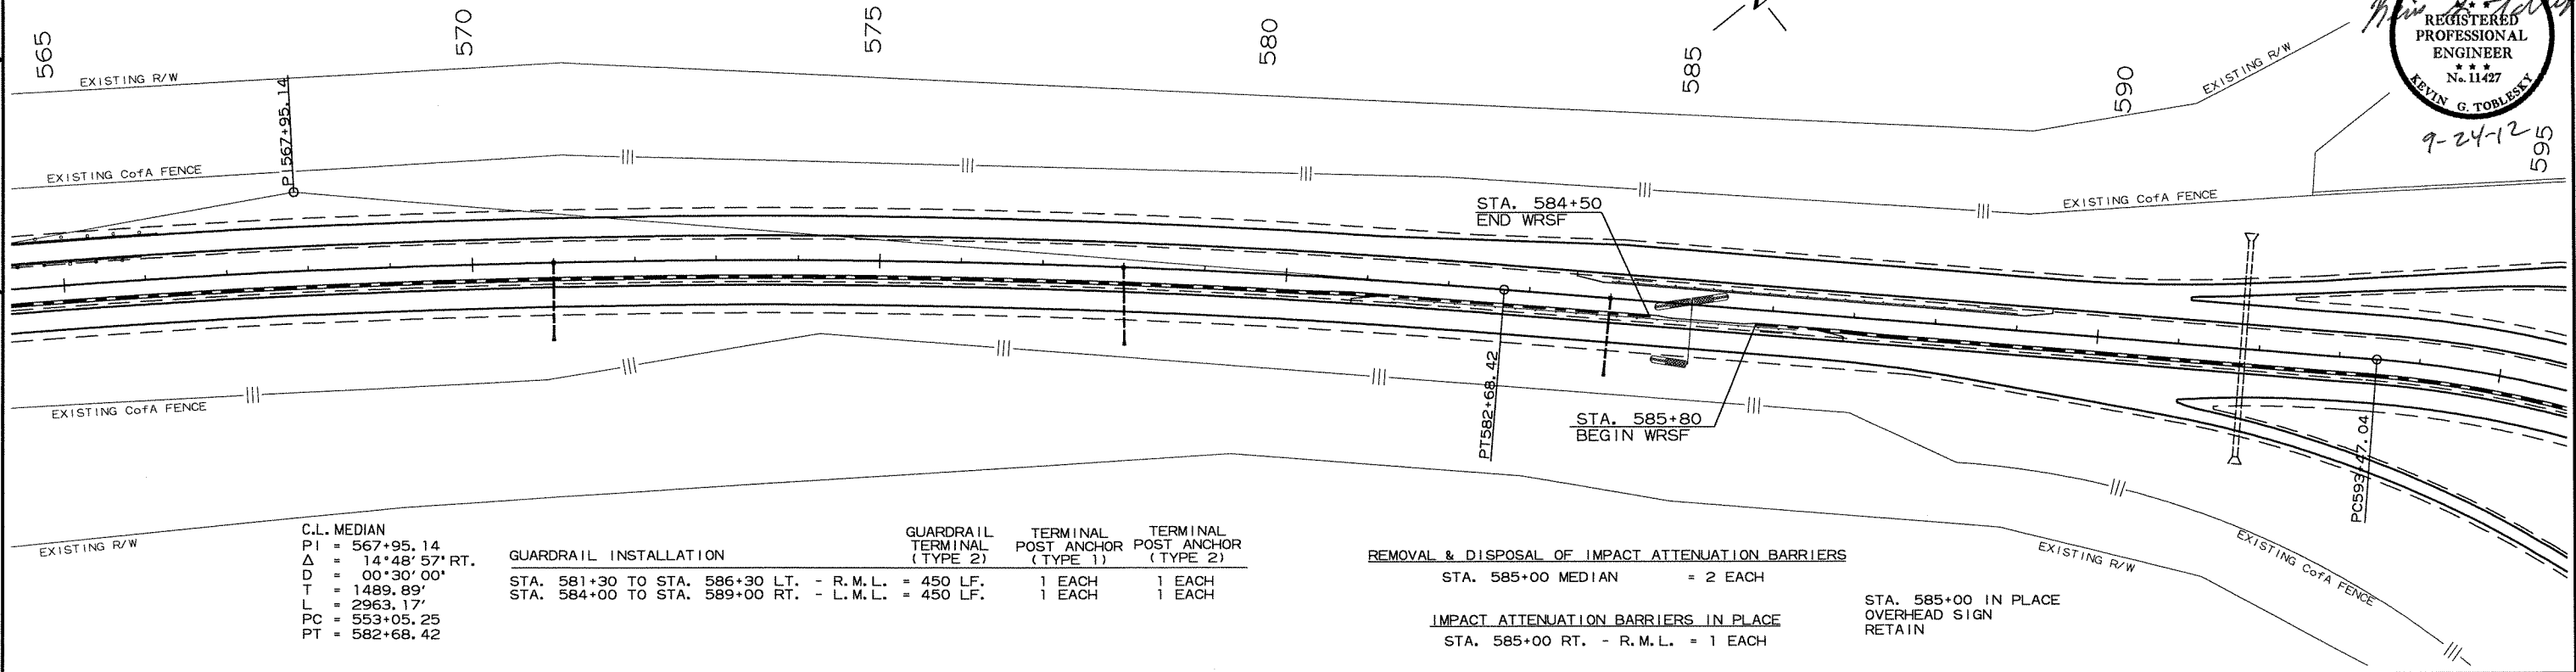 565
570
575
580
585
590
595
EXISTING R/W
PI 567+95.14
EXISTING CofA FENCE
STA. 584+50
END WRSF
EXISTING CofA FENCE
EXISTING R/W
REGISTERED
PROFESSIONAL
ENGINEER
★ ★ ★
No. 11427
KEVIN G. TOBLESKY
9-24-12
EXISTING CofA FENCE
PT582+68.42
STA. 585+80
BEGIN WRSF
PC593+47.04
EXISTING R/W
EXISTING R/W
EXISTING CofA FENCE
C.L. MEDIAN
PI = 567+95.14
Δ = 14°48'57" RT.
D = 00°30'00"
T = 1489.89'
L = 2963.17'
PC = 553+05.25
PT = 582+68.42
GUARDRAIL INSTALLATION
GUARDRAIL TERMINAL (TYPE 2)
TERMINAL POST ANCHOR (TYPE 1)
TERMINAL POST ANCHOR (TYPE 2)
STA. 581+30 TO STA. 586+30 LT. - R.M.L. = 450 LF. 1 EACH 1 EACH
STA. 584+00 TO STA. 589+00 RT. - L.M.L. = 450 LF. 1 EACH 1 EACH
REMOVAL & DISPOSAL OF IMPACT ATTENUATION BARRIERS
STA. 585+00 MEDIAN = 2 EACH
IMPACT ATTENUATION BARRIERS IN PLACE
STA. 585+00 RT. - R.M.L. = 1 EACH
STA. 585+00 IN PLACE
OVERHEAD SIGN
RETAIN